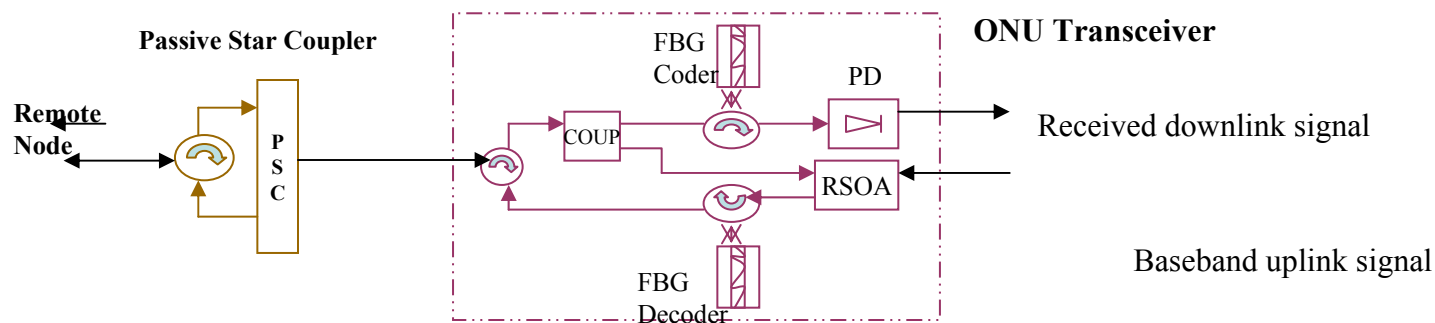 Passive Star Coupler
Remote
Node
P
S
C
FBG
Coder
PD
ONU Transceiver
COUP
Received downlink signal
RSOA
FBG
Decoder
Baseband uplink signal